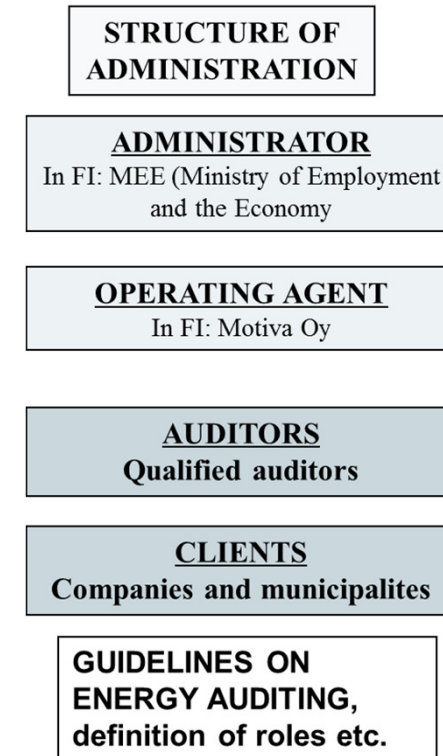 STRUCTURE OF
ADMINISTRATION
ADMINISTRATOR
In FI: MEE (Ministry of Employment
and the Economy
OPERATING AGENT
In FI: Motiva Oy
AUDITORS
Qualified auditors
CLIENTS
Companies and municipalites
GUIDELINES ON
ENERGY AUDITING,
definition of roles etc.